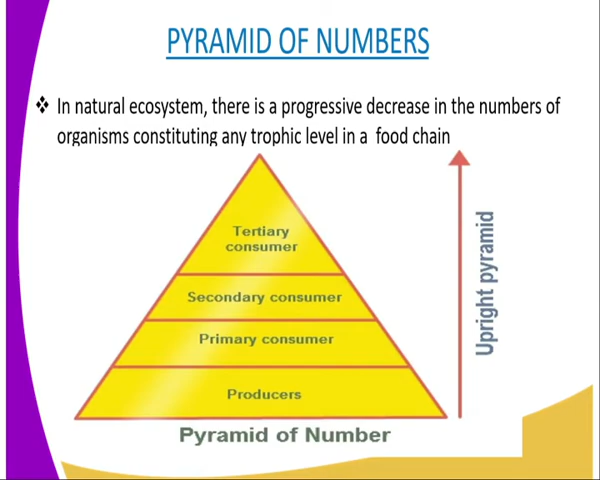 PYRAMID OF NUMBERS
❖ In natural ecosystem, there is a progressive decrease in the numbers of
organisms constituting any trophic level in a food chain
Tertiary
consumer
Secondary consumer
Primary consumer
Producers
Upright pyramid
Pyramid of Number